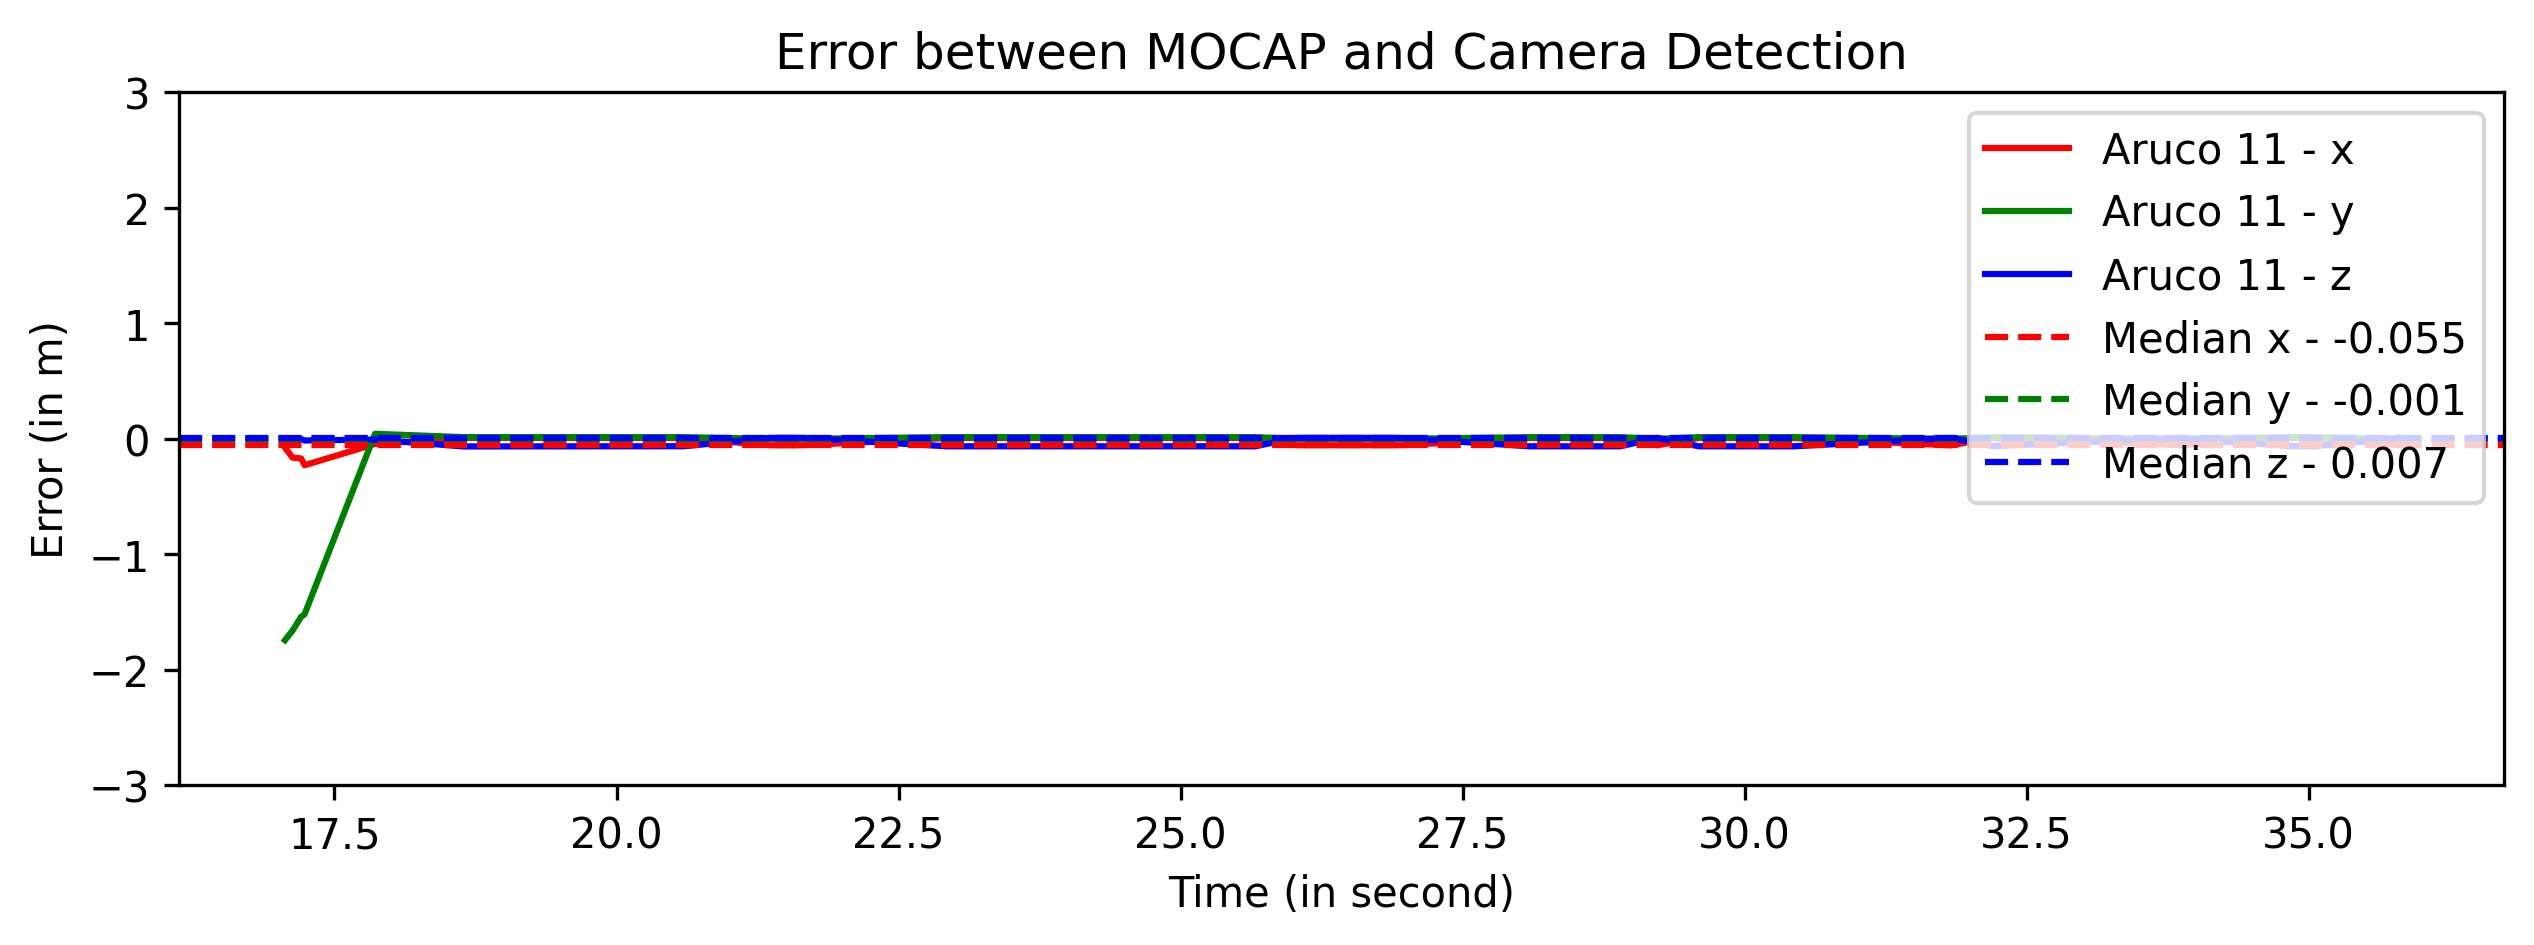 Error between MOCAP and Camera Detection
3
2
1
0
−1
−2
−3
Error (in m)
Aruco 11 - x
Aruco 11 - y
Aruco 11 - z
Median x - -0.055
Median y - -0.001
Median z - 0.007
17.5 20.0 22.5 25.0 27.5 30.0 32.5 35.0
Time (in second)